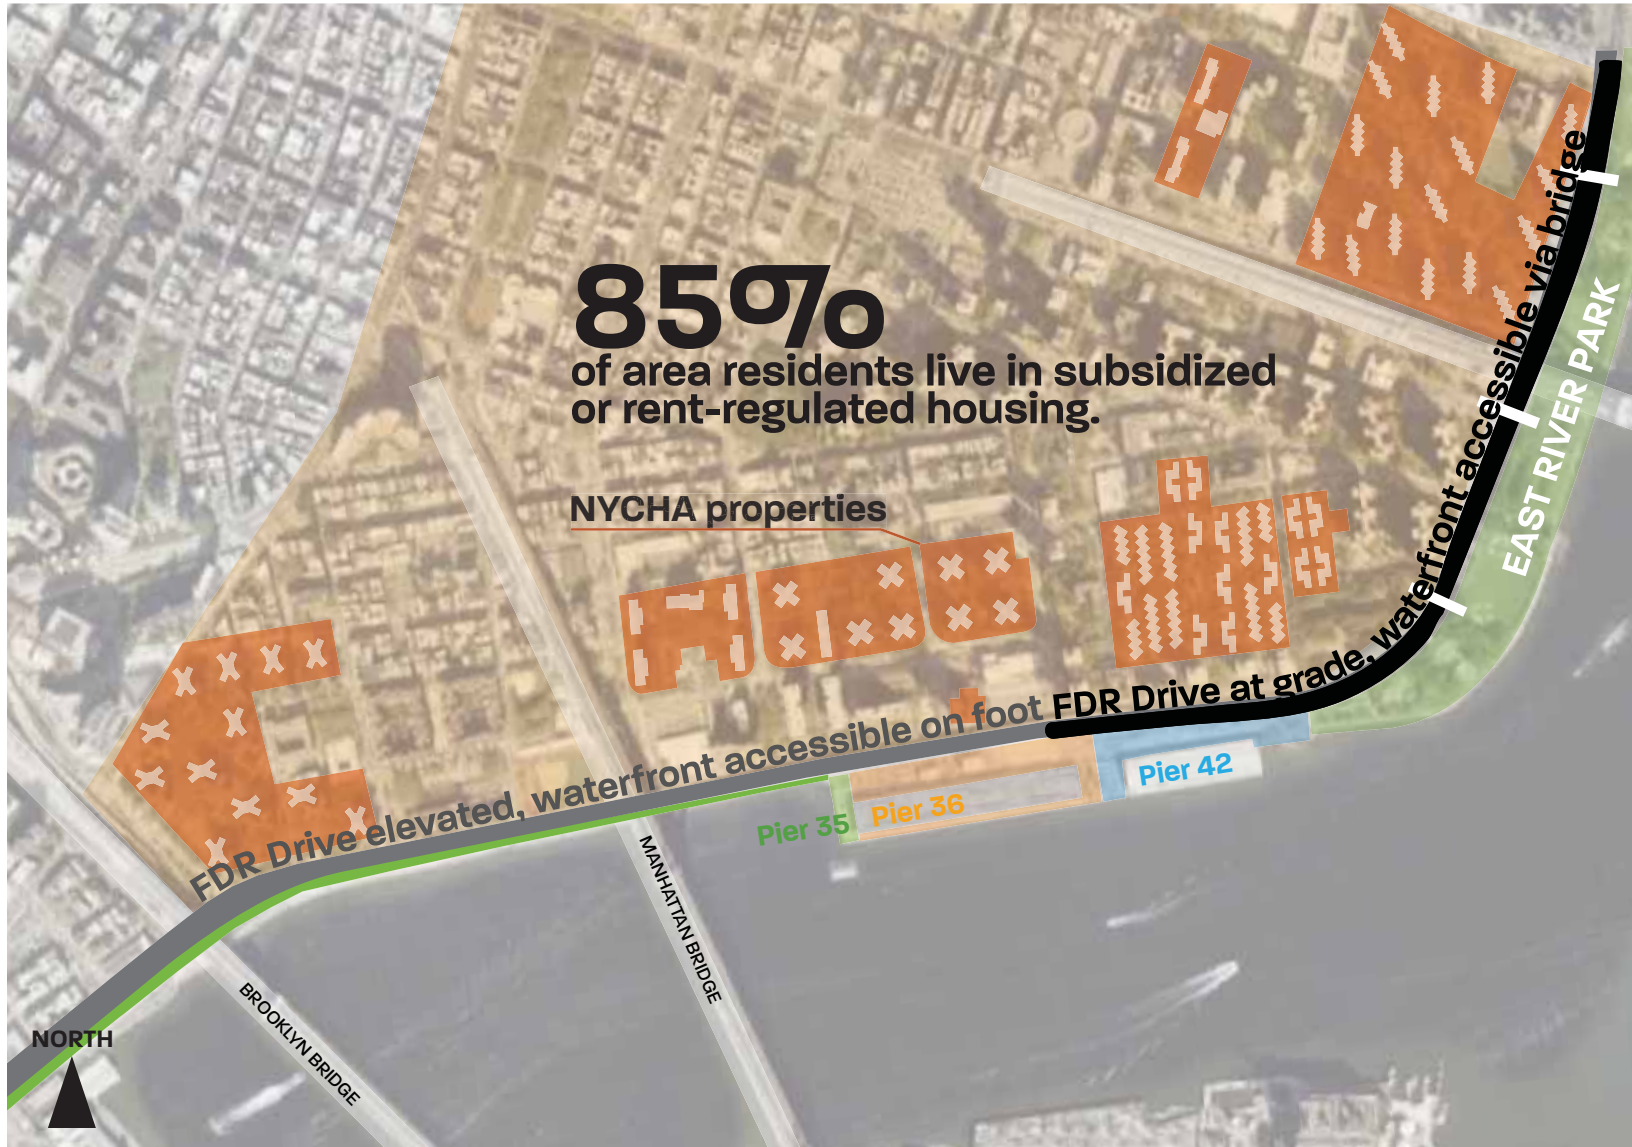 85%
of area residents live in subsidized
or rent-regulated housing.
NYCHA properties
FDR Drive elevated, waterfront accessible on foot
FDR Drive at grade, waterfront accessible via bridge
EAST RIVER PARK
Pier 42
Pier 36
Pier 35
MANHATTAN BRIDGE
BROOKLYN BRIDGE
NORTH